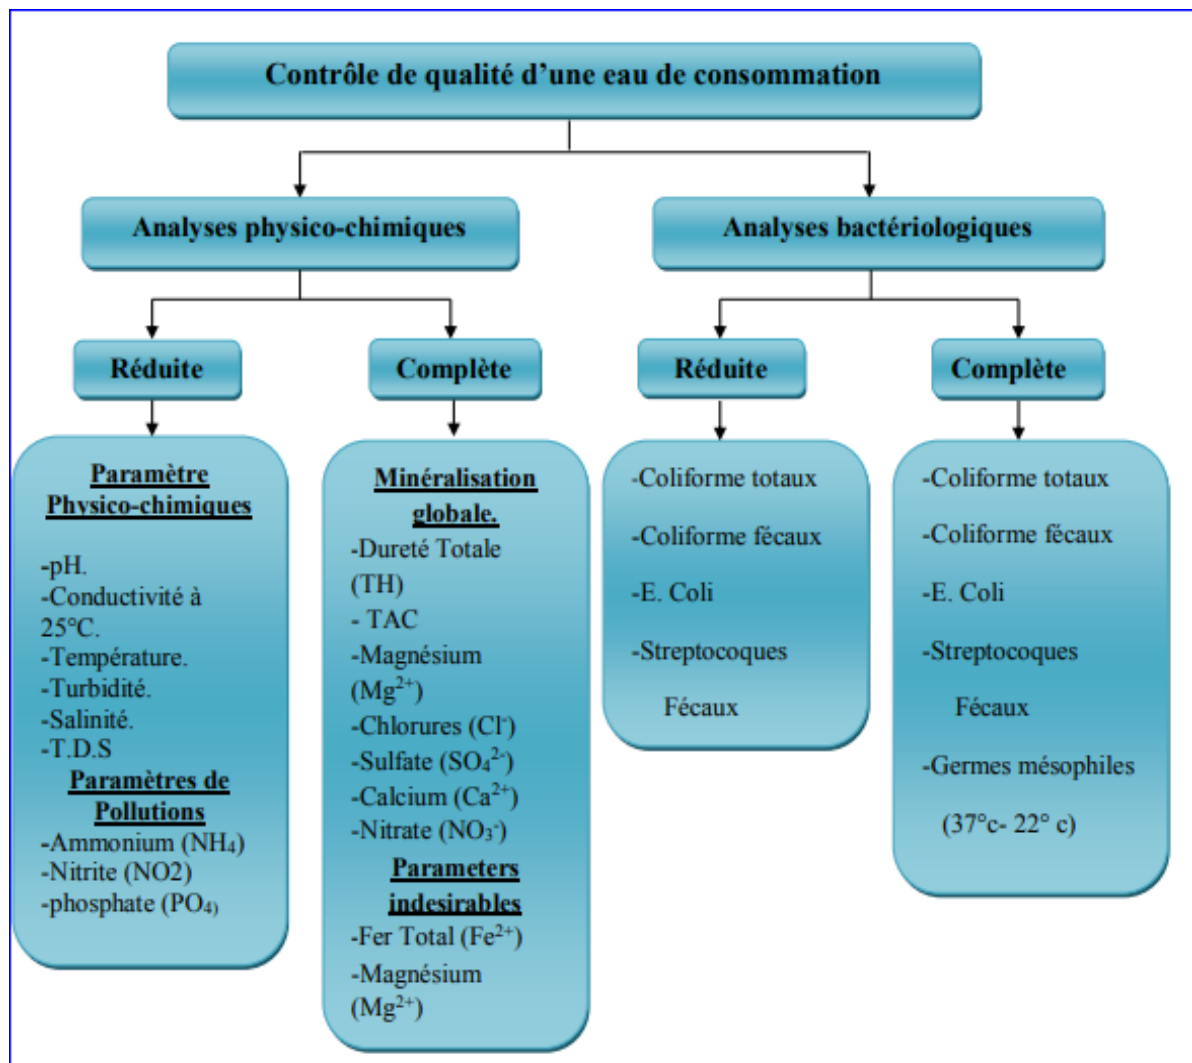 Contrôle de qualité d’une eau de consommation
Analyses physico-chimiques
Analyses bactériologiques
Réduite
Complète
Réduite
Complète
Paramètre
Physico-chimiques
-pH.
-Conductivité à
25°C.
-Température.
-Turbidité.
-Salinité.
-T.D.S
Paramètres de
Pollutions
-Ammonium (NH₄)
-Nitrite (NO2)
-phosphate (PO₄)
Minéralisation
globale.
-Dureté Totale
(TH)
- TAC
-Magnésium
(Mg²⁺)
-Chlorures (Cl⁻)
-Sulfate (SO₄²⁻)
-Calcium (Ca²⁺)
-Nitrate (NO₃⁻)
Parameters
indesirables
-Fer Total (Fe²⁺)
-Magnésium
(Mg²⁺)
-Coliforme totaux
-Coliforme fécaux
-E. Coli
-Streptocoques
Fécaux
-Coliforme totaux
-Coliforme fécaux
-E. Coli
-Streptocoques
Fécaux
-Germes mésophiles
(37°c- 22° c)